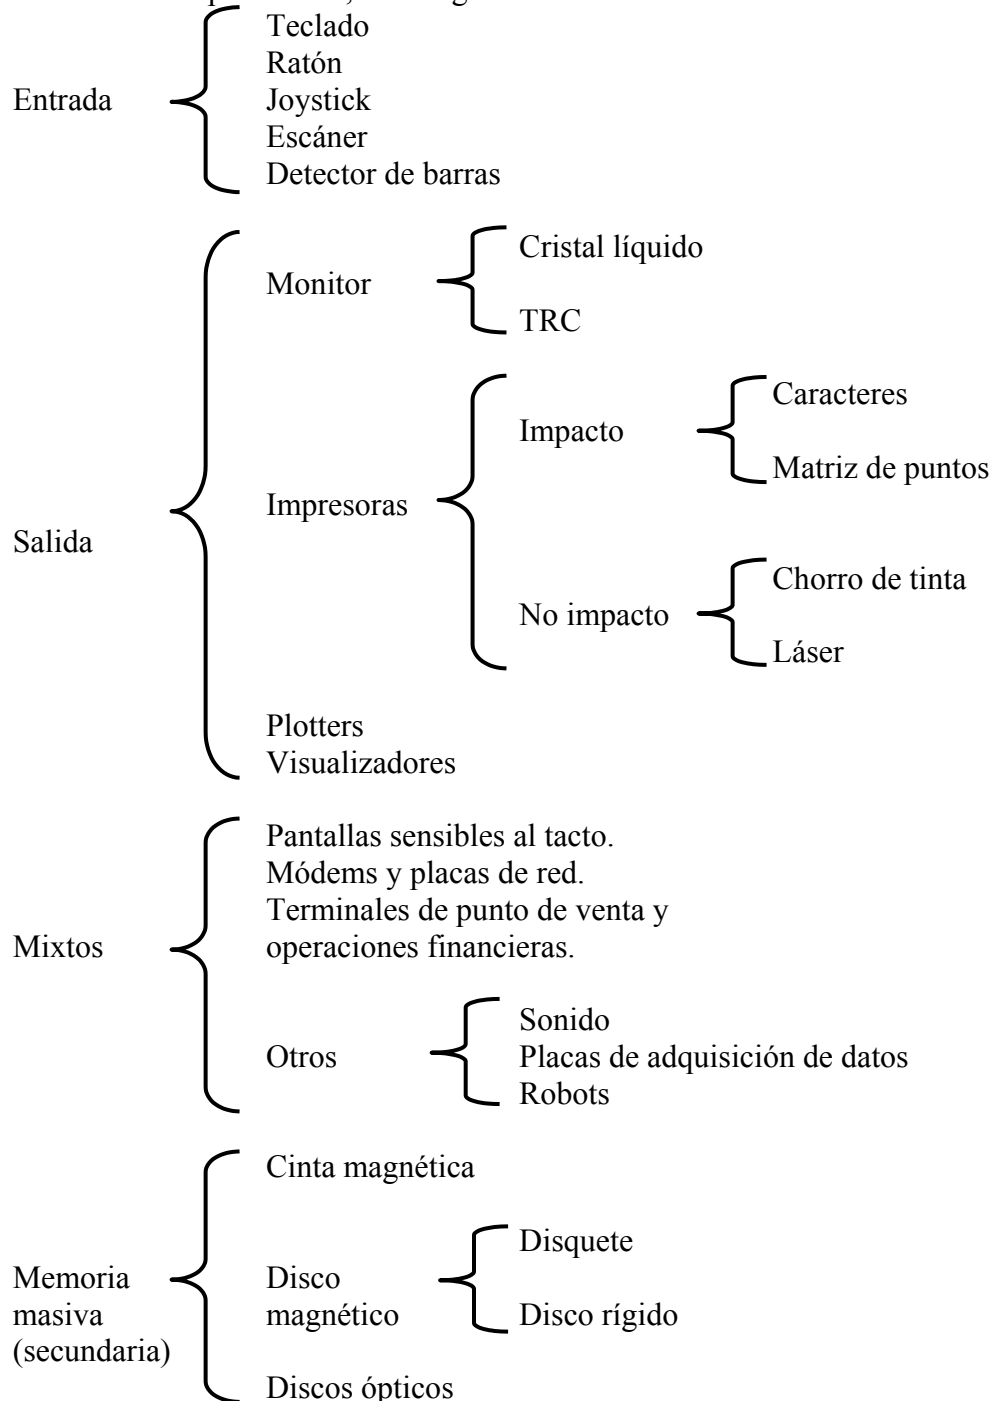 Teclado
Ratón
Entrada
Joystick
Escáner
Detector de barras
Cristal líquido
Monitor
TRC
Caracteres
Impacto
Matriz de puntos
Impresoras
Salida
Chorro de tinta
No impacto
Láser
Plotters
Visualizadores
Pantallas sensibles al tacto.
Módems y placas de red.
Terminales de punto de venta y
Mixtos
operaciones financieras.
Sonido
Otros
Placas de adquisición de datos
Robots
Cinta magnética
Disquete
Memoria
masiva
(secundaria)
Disco
magnético
Disco rígido
Discos ópticos